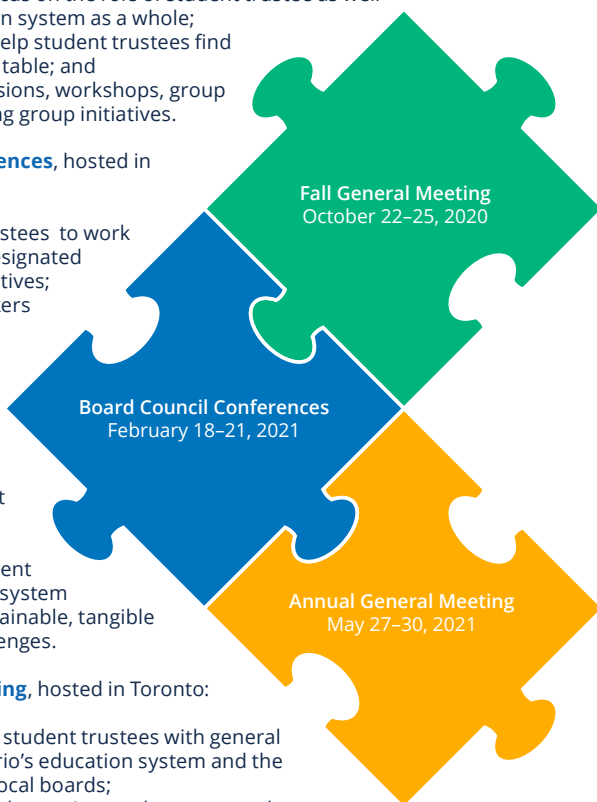 n system as a whole;
elp student trustees find
table; and
sions, workshops, group
ng group initiatives.
ences, hosted in
stees to work
esignated
tives;
kers
t
ent
system
ainable, tangible
enges.
ing, hosted in Toronto:
student trustees with general
rio's education system and the
ocal boards;
Fall General Meeting
October 22–25, 2020
Board Council Conferences
February 18–21, 2021
Annual General Meeting
May 27–30, 2021